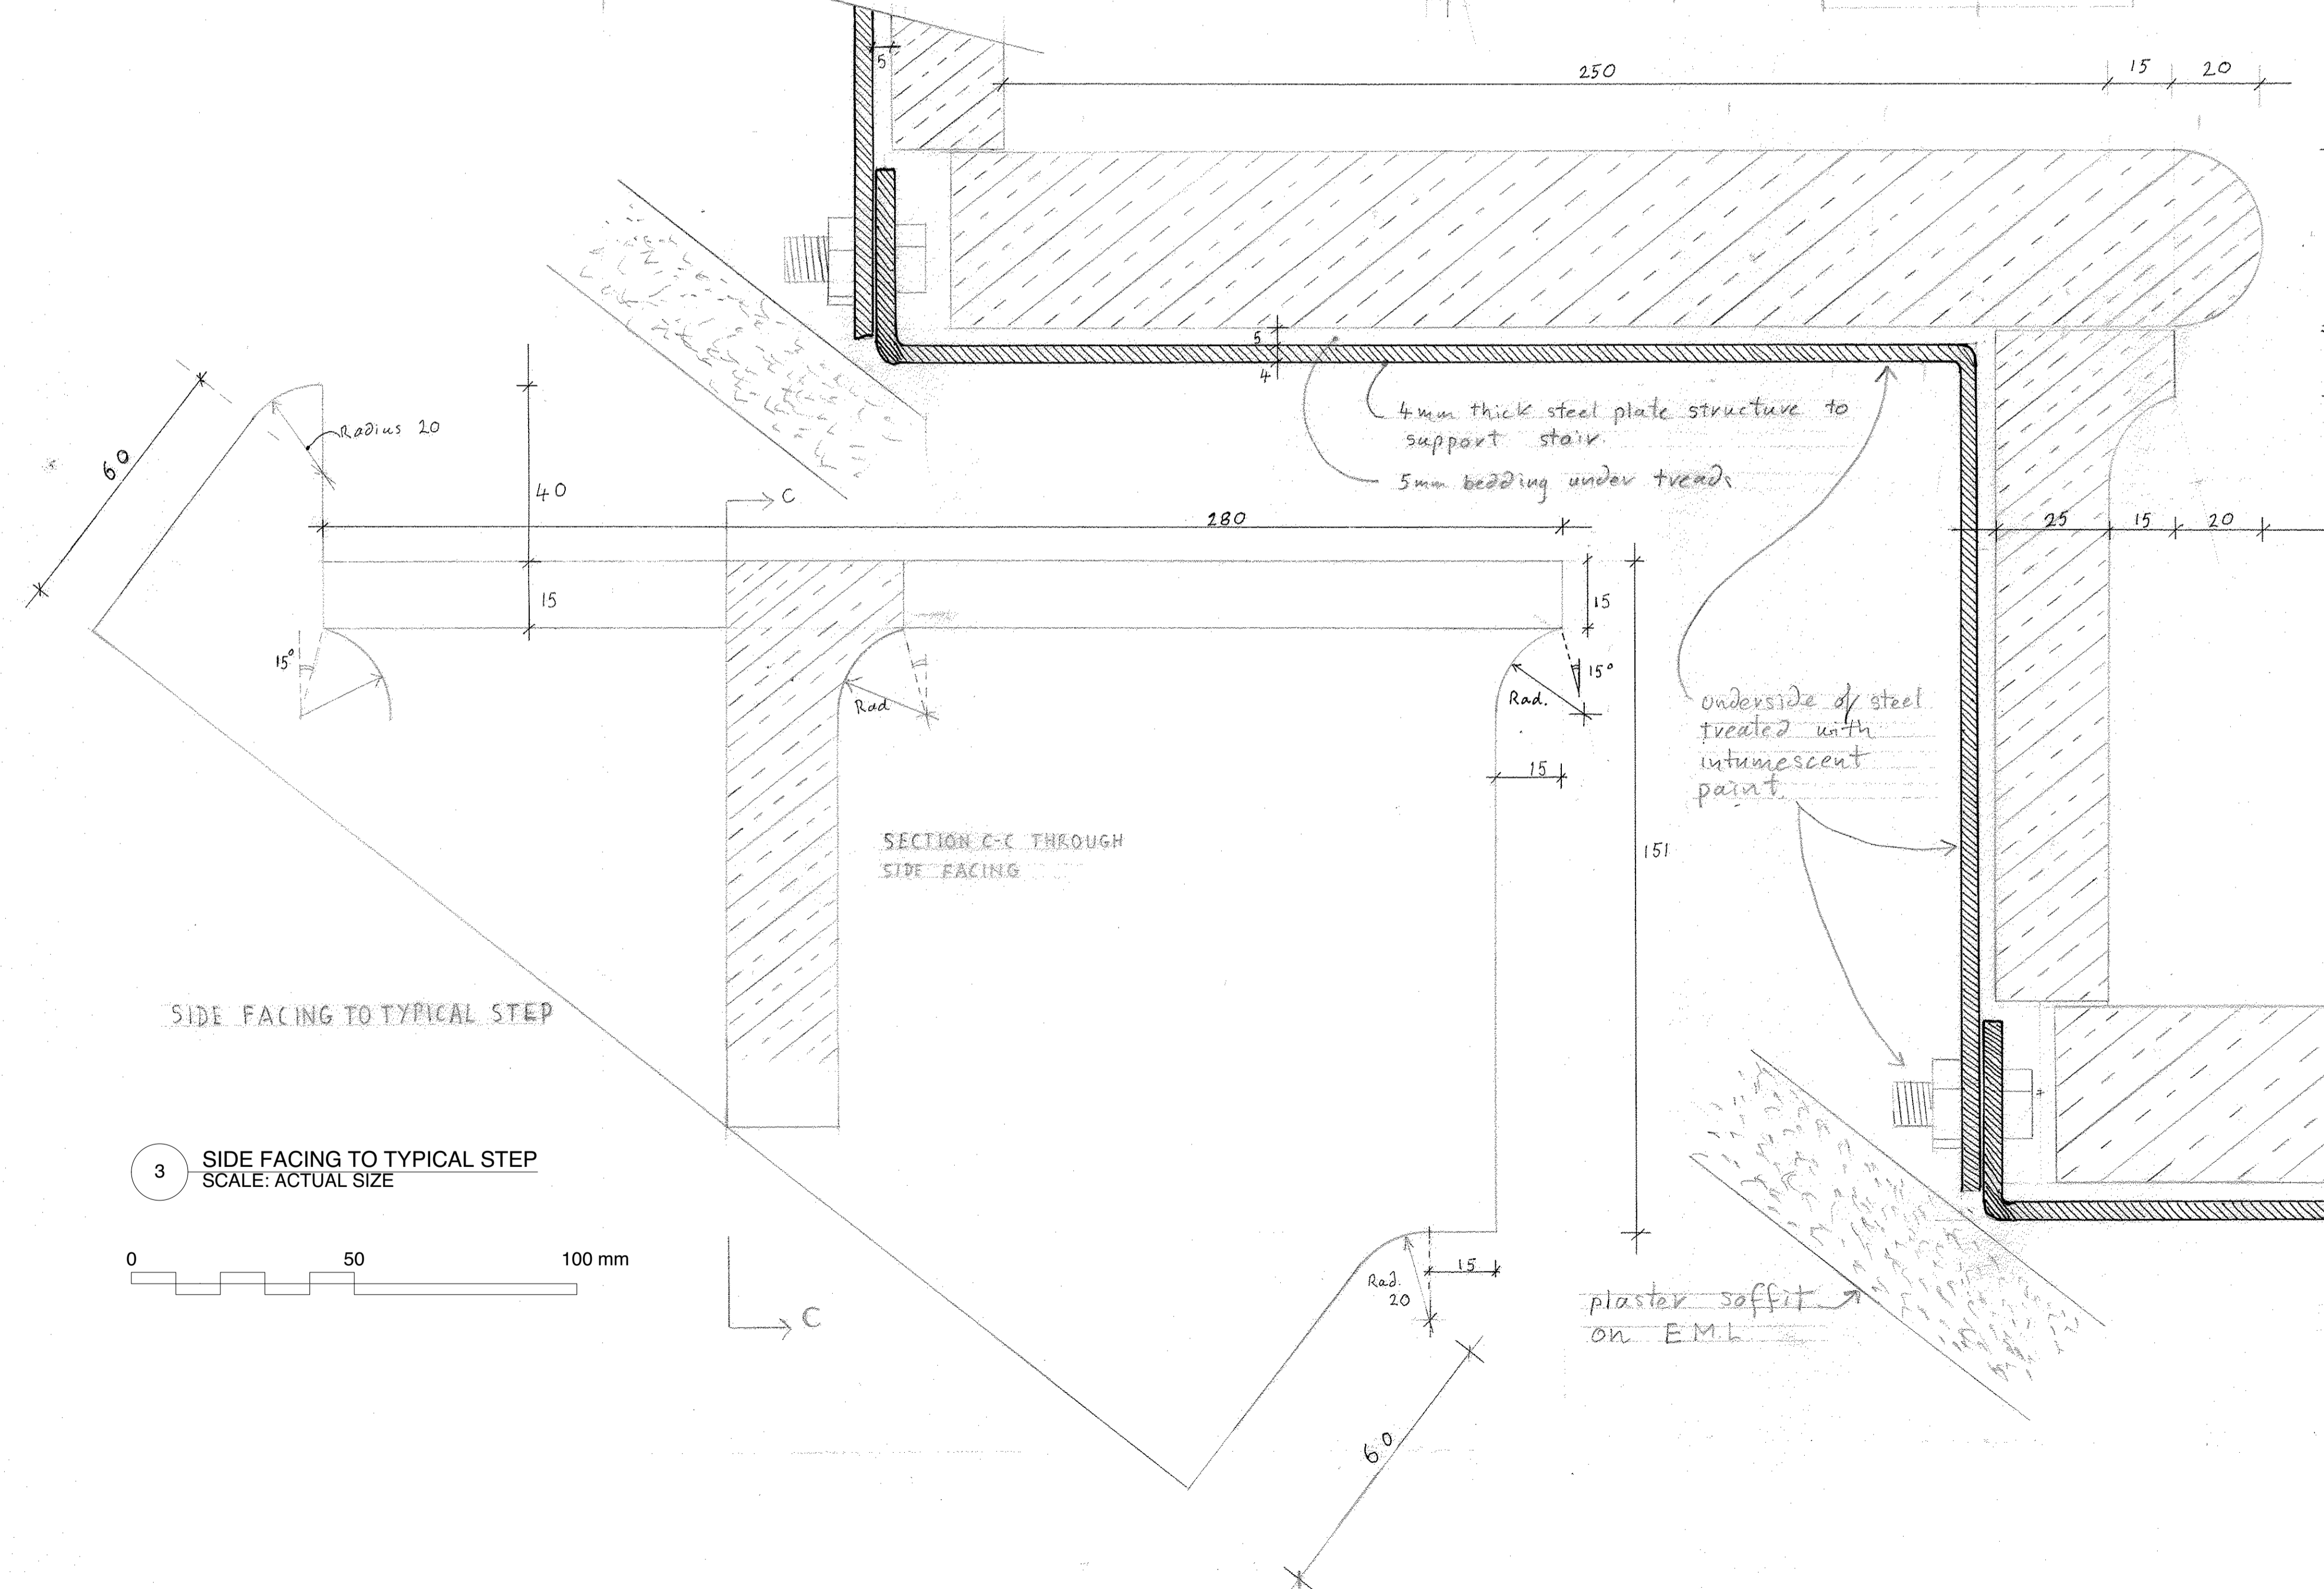 5
250
15
20
5
4
4mm thick steel plate structure to
support stair.
5mm bedding under treads
60
Radius 20
40
C
280
25
15
20
15
15
15°
15°
Rad
Rad.
15
151
underside of steel
treated with
intumescent
paint.
SECTION C-C THROUGH
SIDE FACING
SIDE FACING TO TYPICAL STEP
3
SIDE FACING TO TYPICAL STEP
SCALE: ACTUAL SIZE
0
50
100 mm
15
Rad.
20
C
60
plaster soffit
on E.M.L